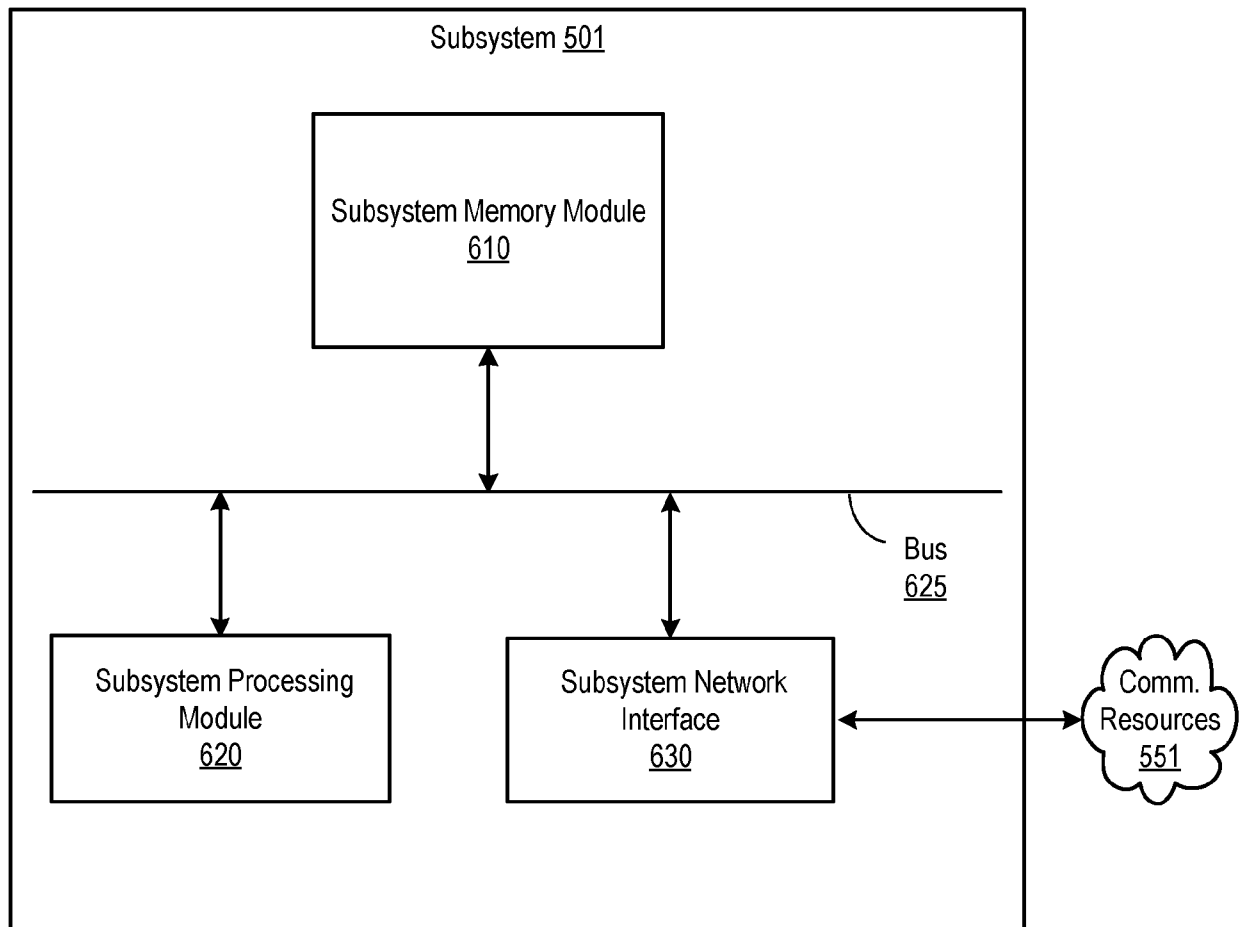 Subsystem 501
Subsystem Memory Module
610
Bus
625
Subsystem Processing
Module
620
Subsystem Network
Interface
630
Comm.
Resources
551